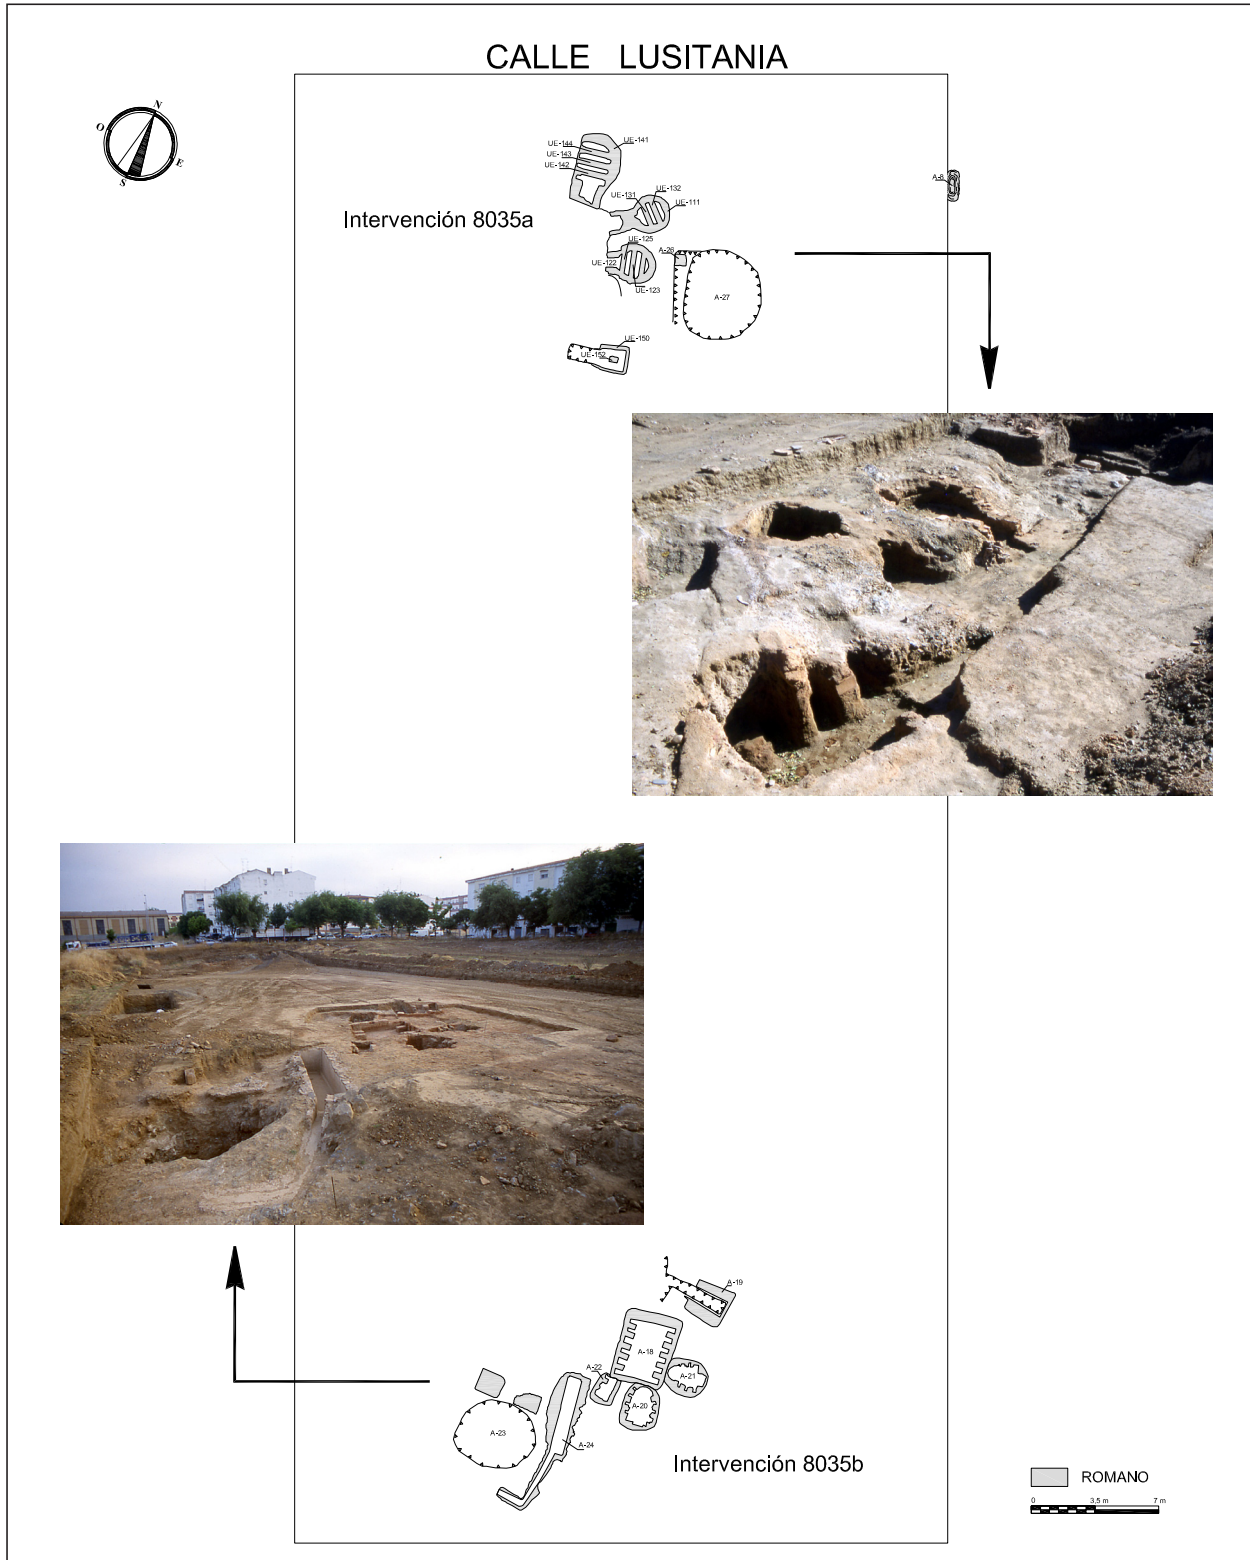 CALLE LUSITANIA
N
O
E
S
UE-144
UE-141
UE-143
UE-142
UE-131
UE-132
UE-111
A-8
Intervención 8035a
UE-125
UE-122
UE-123
A-26
A-27
UE-150
UE-152
A-19
A-18
A-22
A-21
A-20
A-23
A-24
Intervención 8035b
ROMANO
0 3,5 m 7 m